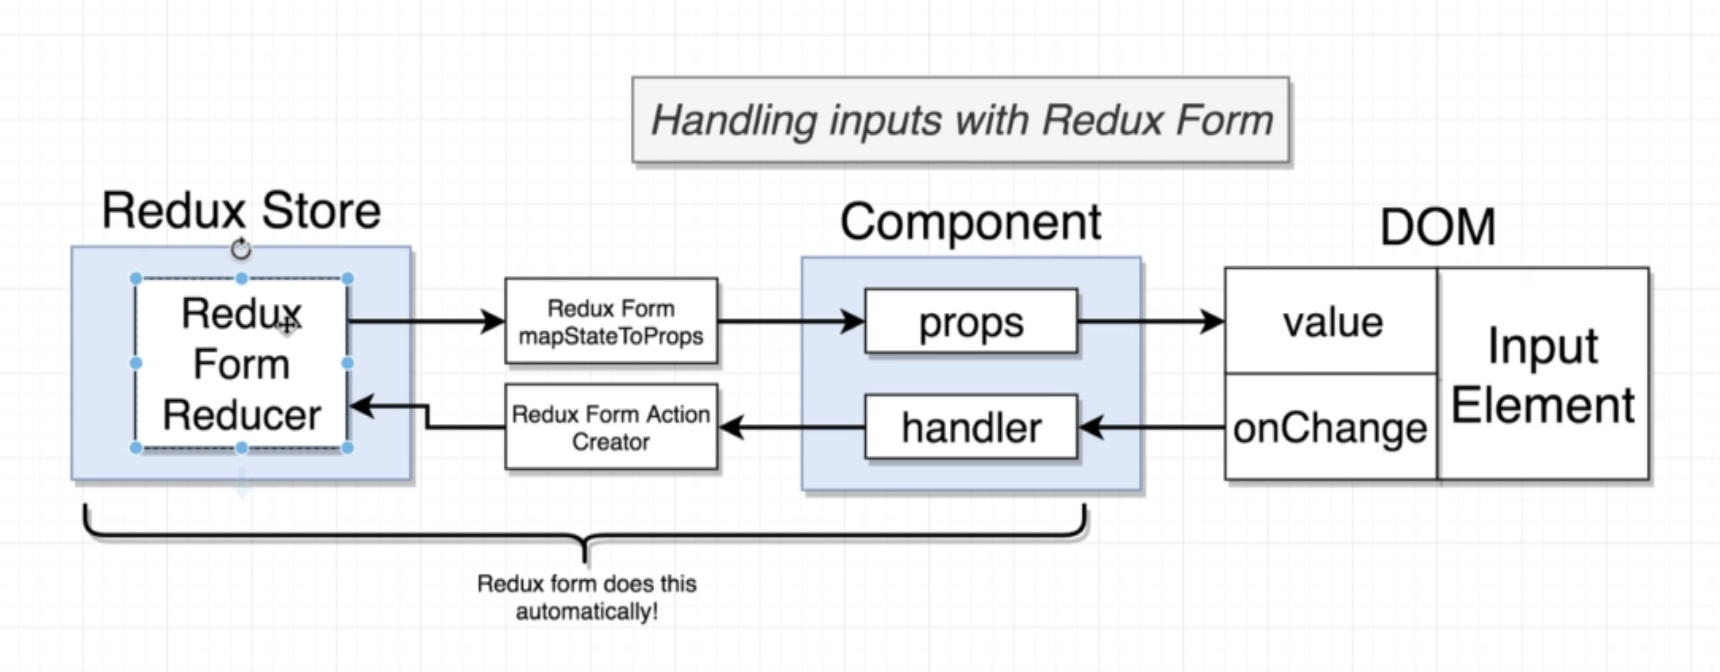 Handling inputs with Redux Form
Redux Store
Component
DOM
Redux
Form
Reducer
Redux Form
mapStateToProps
props
value
Input
Element
Redux Form Action
Creator
handler
onChange
Redux form does this
automatically!